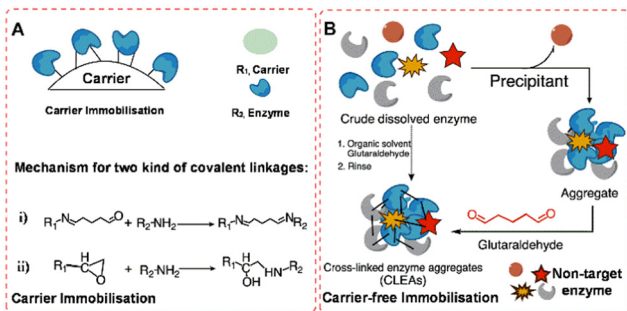 A
Carrier
Carrier Immobilisation
R1, Carrier
R2, Enzyme
Mechanism for two kind of covalent linkages:
i)
R1 N O + R2-NH2 R1 N NR2
ii)
R1 H O + R2-NH2 R1 H OH HN-R2
Carrier Immobilisation
B
Crude dissolved enzyme
Precipitant
1. Organic solvent
Glutaraldehyde
2. Rinse
Aggregate
O O
Glutaraldehyde
Cross-linked enzyme aggregates
(CLEAs)
Carrier-free Immobilisation
Non-target
enzyme